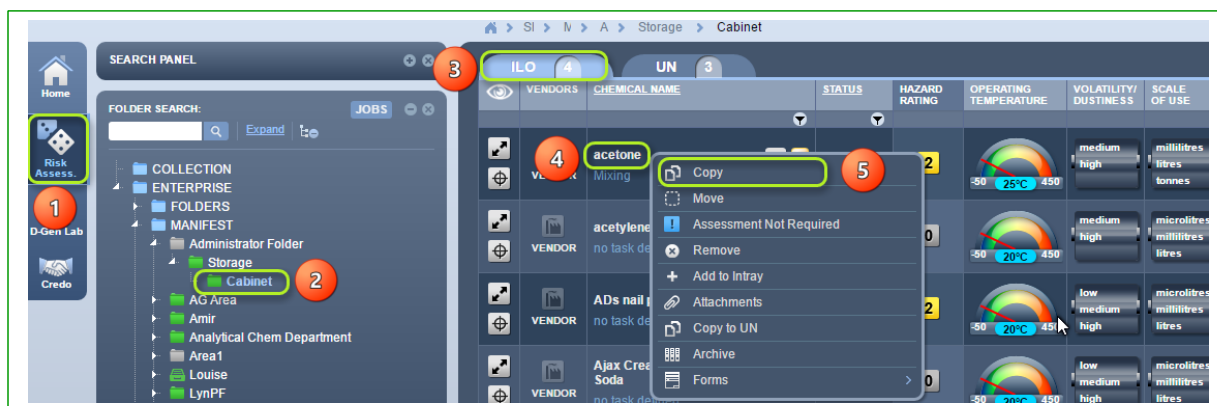 SI > M > A > Storage > Cabinet
Home
Risk
Assess.
1
D-Gen Lab
Credo
SEARCH PANEL
FOLDER SEARCH:
JOBS
Expand
COLLECTION
ENTERPRISE
FOLDERS
MANIFEST
Administrator Folder
Storage
Cabinet
2
AG Area
Amir
Analytical Chem Department
Area1
Louise
LynPF
3
ILO 4
UN 3
VENDORS CHEMICAL NAME STATUS HAZARD RATING OPERATING TEMPERATURE VOLATILITY/ DUSTINESS SCALE OF USE
4
acetone
Mixing
2
-50 25°C 450
medium
high
millilitres
litres
tonnes
5
Copy
Move
Assessment Not Required
Remove
Add to Intray
Attachments
Copy to UN
Archive
Forms
VENDOR
acetylene
no task de
0
-50 20°C 450
medium
high
microlitres
millilitres
litres
VENDOR
ADs nail
no task de
2
-50 20°C 450
low
medium
high
microlitres
millilitres
litres
VENDOR
Ajax Crea
Soda
no task defined
0
-50 20°C 450
low
medium
high
microlitres
millilitres
litres